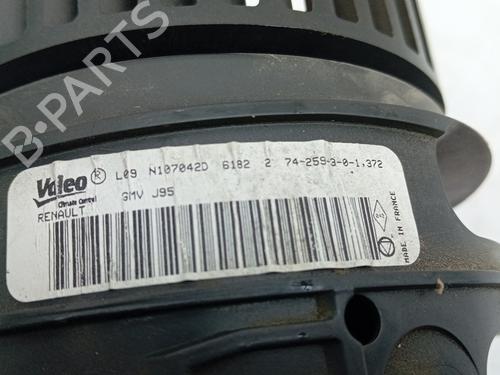 B-PARTS
Valeo R L09 N107042D 6182 2 74-259-3-0-1.372
Climate Control GMV J95
RENAULT
MADE IN FRANCE